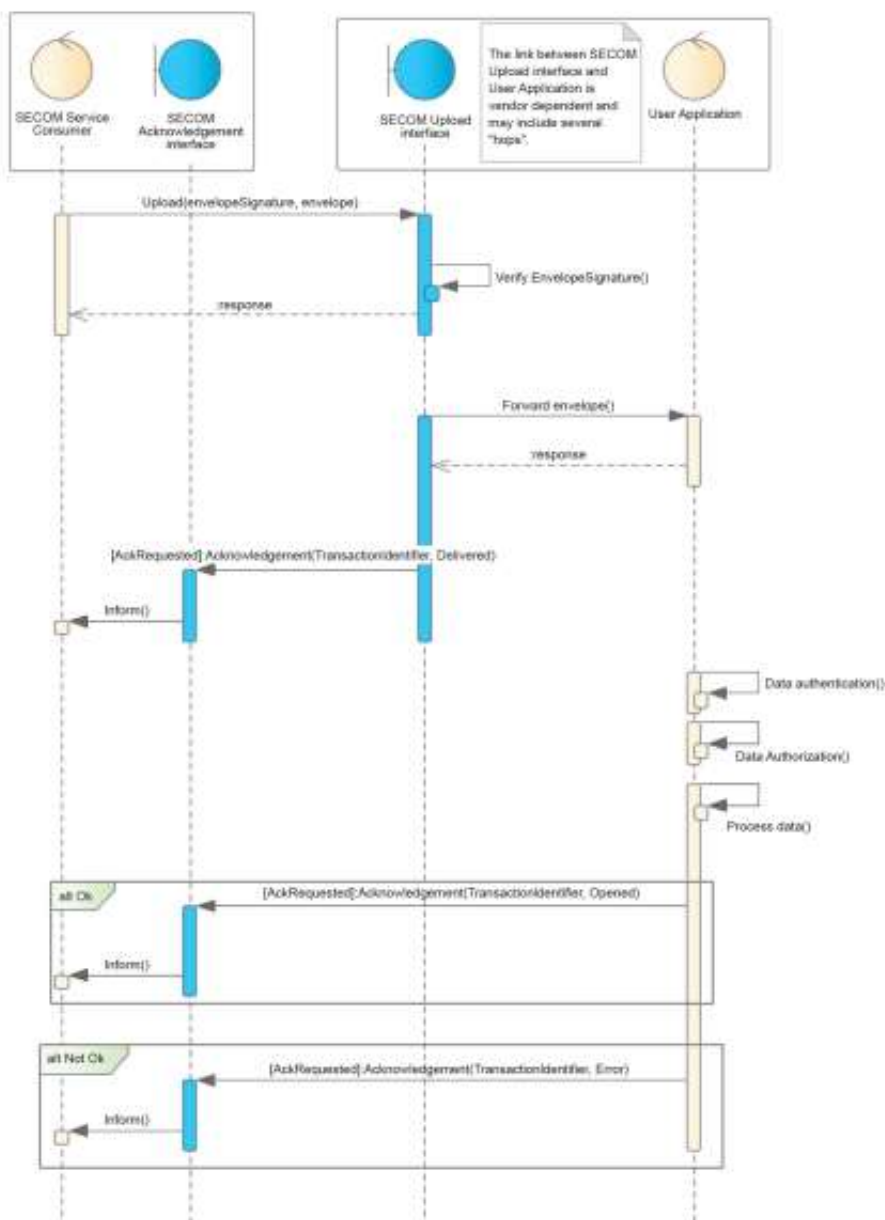 The link between SECOM
Upload interface and
User Application is
vendor dependent and
may include several
"hops".
SECOM Service
Consumer
SECOM
Acknowledgement
interface
SECOM Upload
interface
User Application
Upload(envelopeSignature, envelope)
Verify EnvelopeSignature()
:response
Forward envelope()
:response
[AckRequested]:Acknowledgement(TransactionIdentifier, Delivered)
Inform()
Data authentication()
Data Authorization()
Process data()
alt Ok
[AckRequested]:Acknowledgement(TransactionIdentifier, Opened)
Inform()
alt Not Ok
[AckRequested]:Acknowledgement(TransactionIdentifier, Error)
Inform()